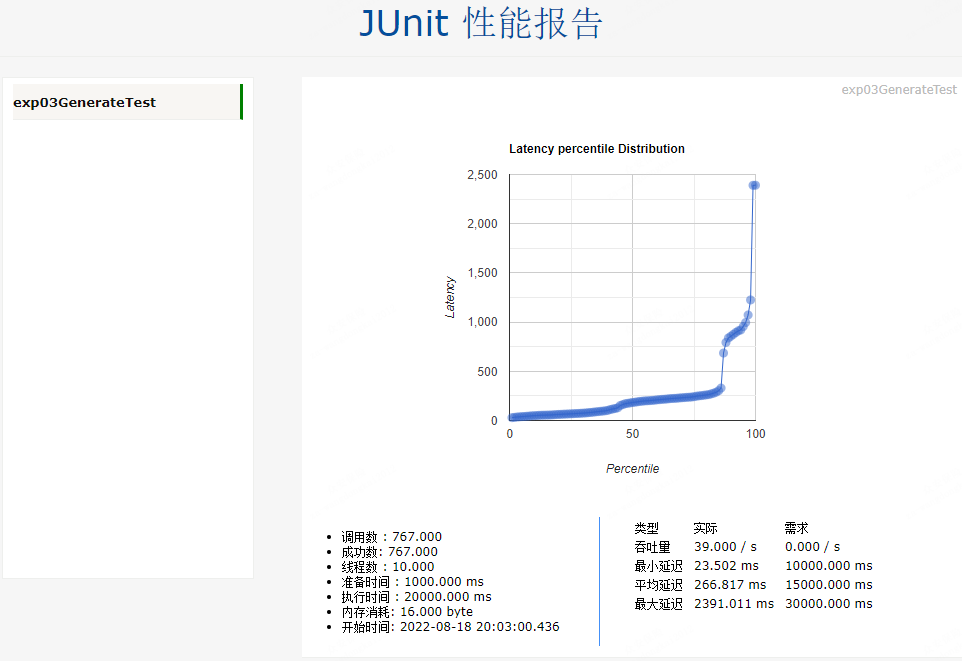 JUnit 性能报告
exp03GenerateTest
exp03GenerateTest
Latency percentile Distribution
2,500
2,000
1,500
1,000
500
0
Latency
0 50 100
Percentile
调用数：767.000
成功数：767.000
线程数：10.000
准备时间：1000.000 ms
执行时间：20000.000 ms
内存消耗：16.000 byte
开始时间：2022-08-18 20:03:00.436
类型 实际 需求
吞吐量 39.000 / s 0.000 / s
最小延迟 23.502 ms 10000.000 ms
平均延迟 266.817 ms 15000.000 ms
最大延迟 2391.011 ms 30000.000 ms